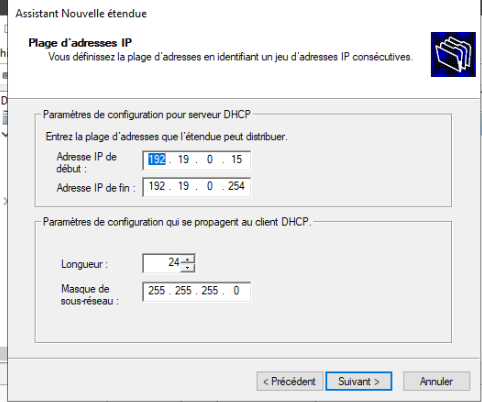 Assistant Nouvelle étendue
Plage d'adresses IP
Vous définissez la plage d'adresses en identifiant un jeu d'adresses IP consécutives.
Paramètres de configuration pour serveur DHCP
Entrez la plage d'adresses que l'étendue peut distribuer.
Adresse IP de début :
192 . 19 . 0 . 15
Adresse IP de fin :
192 . 19 . 0 . 254
Paramètres de configuration qui se propagent au client DHCP.
Longueur :
24
Masque de sous-réseau :
255 . 255 . 255 . 0
< Précédent
Suivant >
Annuler